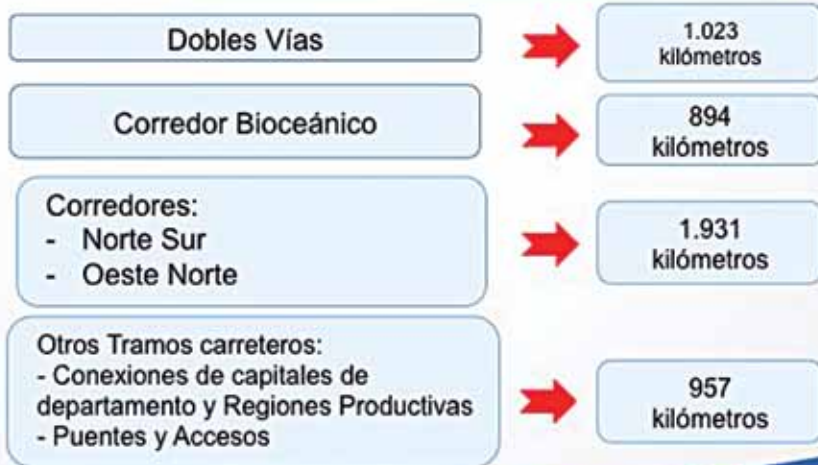 Dobles Vías
1.023
kilómetros
Corredor Bioceánico
894
kilómetros
Corredores:
- Norte Sur
- Oeste Norte
1.931
kilómetros
Otros Tramos carreteros:
- Conexiones de capitales de
departamento y Regiones Productivas
- Puentes y Accesos
957
kilómetros